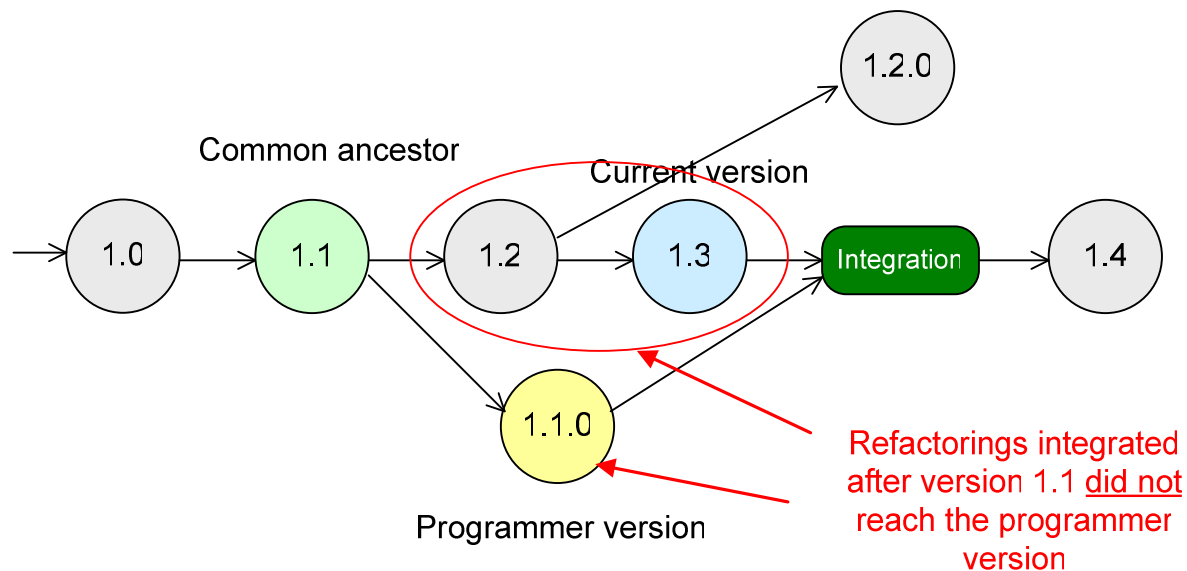 1.2.0
Common ancestor
Current version
1.0
1.1
1.2
1.3
Integration
1.4
1.1.0
Programmer version
Refactorings integrated
after version 1.1 did not
reach the programmer
version